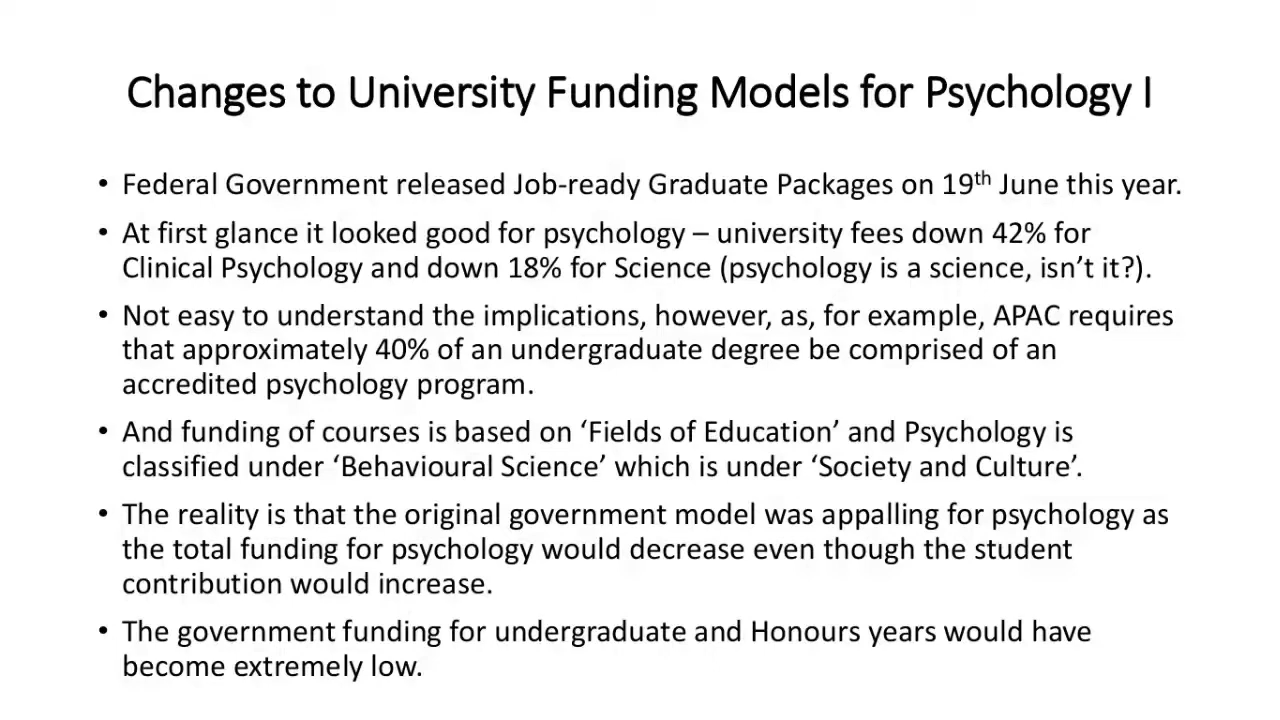 Changes to University Funding Models for Psychology I
• Federal Government released Job-ready Graduate Packages on 19th June this year.
• At first glance it looked good for psychology – university fees down 42% for
Clinical Psychology and down 18% for Science (psychology is a science, isn’t it?).
• Not easy to understand the implications, however, as, for example, APAC requires
that approximately 40% of an undergraduate degree be comprised of an
accredited psychology program.
• And funding of courses is based on ‘Fields of Education’ and Psychology is
classified under ‘Behavioural Science’ which is under ‘Society and Culture’.
• The reality is that the original government model was appalling for psychology as
the total funding for psychology would decrease even though the student
contribution would increase.
• The government funding for undergraduate and Honours years would have
become extremely low.